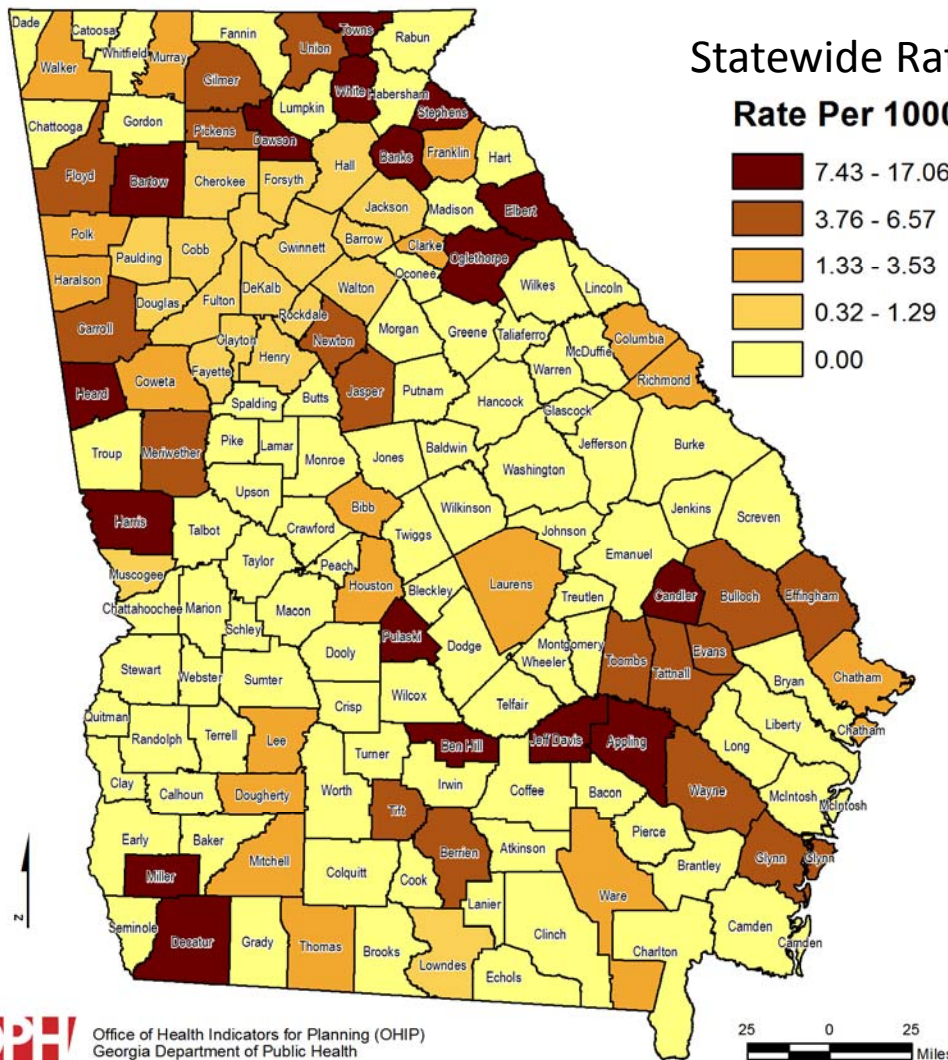 Statewide Rat
Rate Per 1000
7.43 - 17.06
3.76 - 6.57
1.33 - 3.53
0.32 - 1.29
0.00
Dade
Catoosa
Whitfield
Murray
Fannin
Union
Towns
Rabun
Walker
Gilmer
White
Habersham
Lumpkin
Stephens
Chattooga
Gordon
Pickens
Dawson
Banks
Franklin
Hart
Floyd
Bartow
Cherokee
Forsyth
Hall
Jackson
Madison
Elbert
Polk
Paulding
Cobb
Gwinnett
Barrow
Clarke
Oglethorpe
Oconee
Haralson
Douglas
Fulton
DeKalb
Walton
Wilkes
Lincoln
Rockdale
Carroll
Clayton
Newton
Morgan
Greene
Taliaferro
McDuffie
Columbia
Henry
Fayette
Coweta
Heard
Jasper
Putnam
Warren
Richmond
Spalding
Butts
Hancock
Glascock
Troup
Meriwether
Pike
Lamar
Monroe
Jones
Baldwin
Washington
Jefferson
Burke
Upson
Bibb
Wilkinson
Jenkins
Screven
Harris
Talbot
Crawford
Twiggs
Johnson
Emanuel
Taylor
Peach
Muscogee
Houston
Bleckley
Laurens
Treutlen
Candler
Bulloch
Effingham
Chattahoochee
Marion
Macon
Schley
Pulaski
Dodge
Montgomery
Wheeler
Toombs
Tattnall
Evans
Bryan
Chatham
Chatham
Stewart
Webster
Sumter
Dooly
Wilcox
Telfair
Crisp
Quitman
Randolph
Terrell
Lee
Turner
Ben Hill
Jeff Davis
Appling
Long
Liberty
Clay
Calhoun
Dougherty
Worth
Irwin
Coffee
Bacon
Wayne
McIntosh
McIntosh
Tift
Early
Baker
Mitchell
Colquitt
Cook
Berrien
Atkinson
Pierce
Brantley
Glynn
Glynn
Miller
Ware
Lanier
Seminole
Decatur
Grady
Thomas
Brooks
Lowndes
Clinch
Echols
Charlton
Camden
Camden
N
DPH
Office of Health Indicators for Planning (OHIP)
Georgia Department of Public Health
25 0 25
Miles